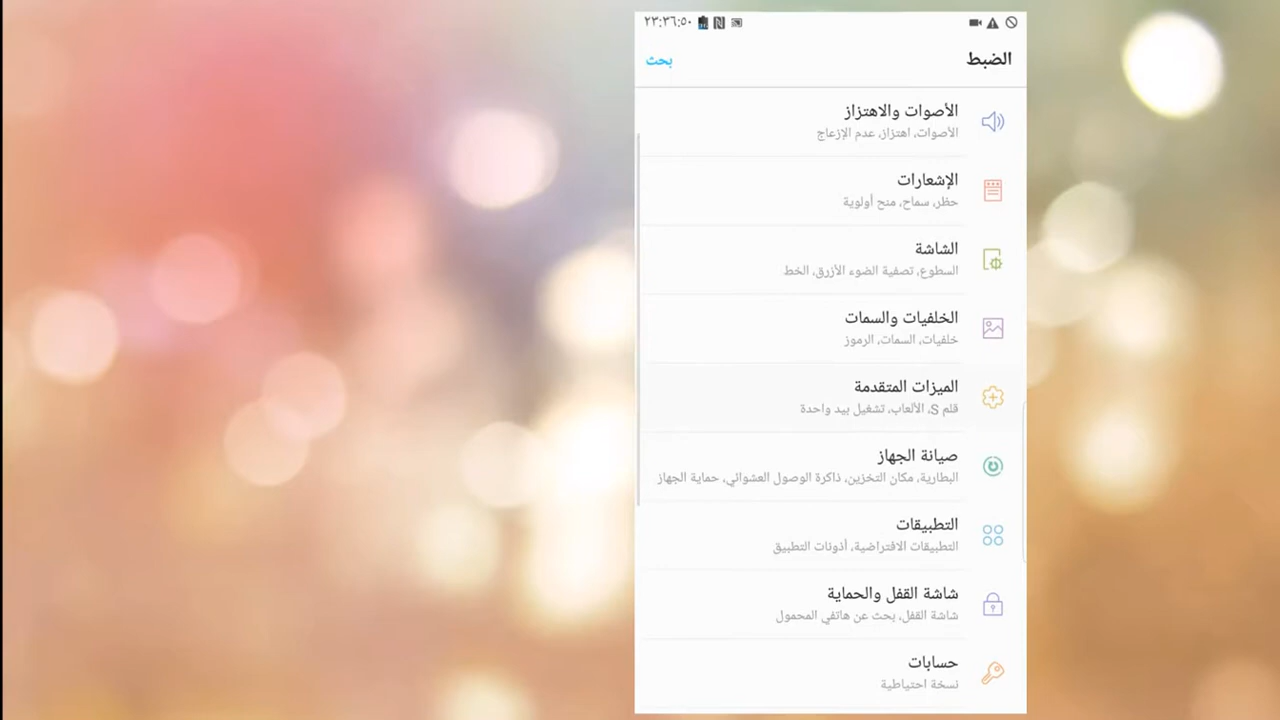 ٢٣:٣٦:٥٠
الضبط
بحث
الأصوات والاهتزاز
الأصوات، اهتزاز، عدم الإزعاج
الإشعارات
حظر، سماح، منح أولوية
الشاشة
السطوع، تصفية الضوء الأزرق، الخط
الخلفيات والسمات
خلفيات، السمات، الرموز
الميزات المتقدمة
قلم S، الألعاب، تشغيل بيد واحدة
صيانة الجهاز
البطارية، مكان التخزين، ذاكرة الوصول العشوائي، حماية الجهاز
التطبيقات
التطبيقات الافتراضية، أذونات التطبيق
شاشة القفل والحماية
شاشة القفل، بحث عن هاتفي المحمول
حسابات
نسخة احتياطية